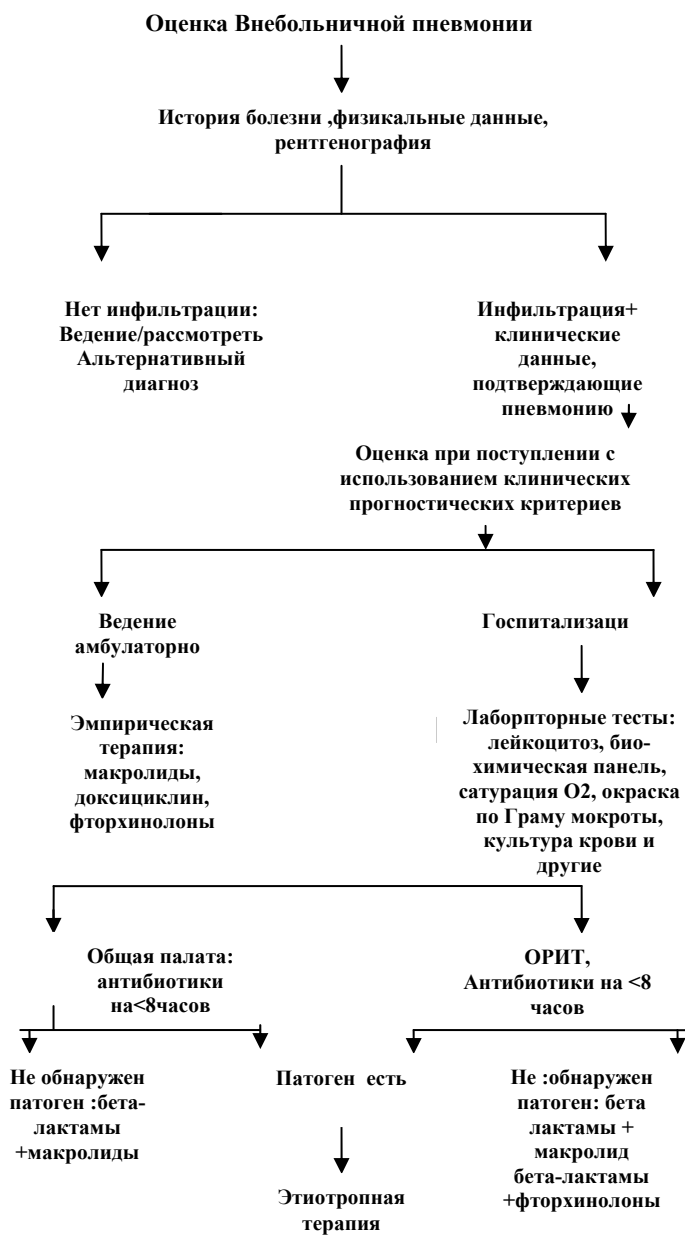 Оценка Внебольничной пневмонии
История болезни ,физикальные данные,
рентгенография
Нет инфильтрации:
Ведение/рассмотреть
Альтернативный
диагноз
Инфильтрация+
клинические
данные,
подтверждающие
пневмонию
Оценка при поступлении с
использованием клинических
прогностических критериев
Ведение
амбулаторно
Госпитализаци
Эмпирическая
терапия:
макролиды,
доксициклин,
фторхинолоны
Лаборпторные тесты:
лейкоцитоз, био-
химическая панель,
сатурация О2, окраска
по Граму мокроты,
культура крови и
другие
Общая палата:
антибиотики
на<8часов
ОРИТ,
Антибиотики на <8
часов
Не обнаружен
патоген :бета-
лактамы
+макролиды
Патоген есть
Не :обнаружен
патоген: бета
лактамы +
макролид
бета-лактамы
+фторхинолоны
Этиотропная
терапия